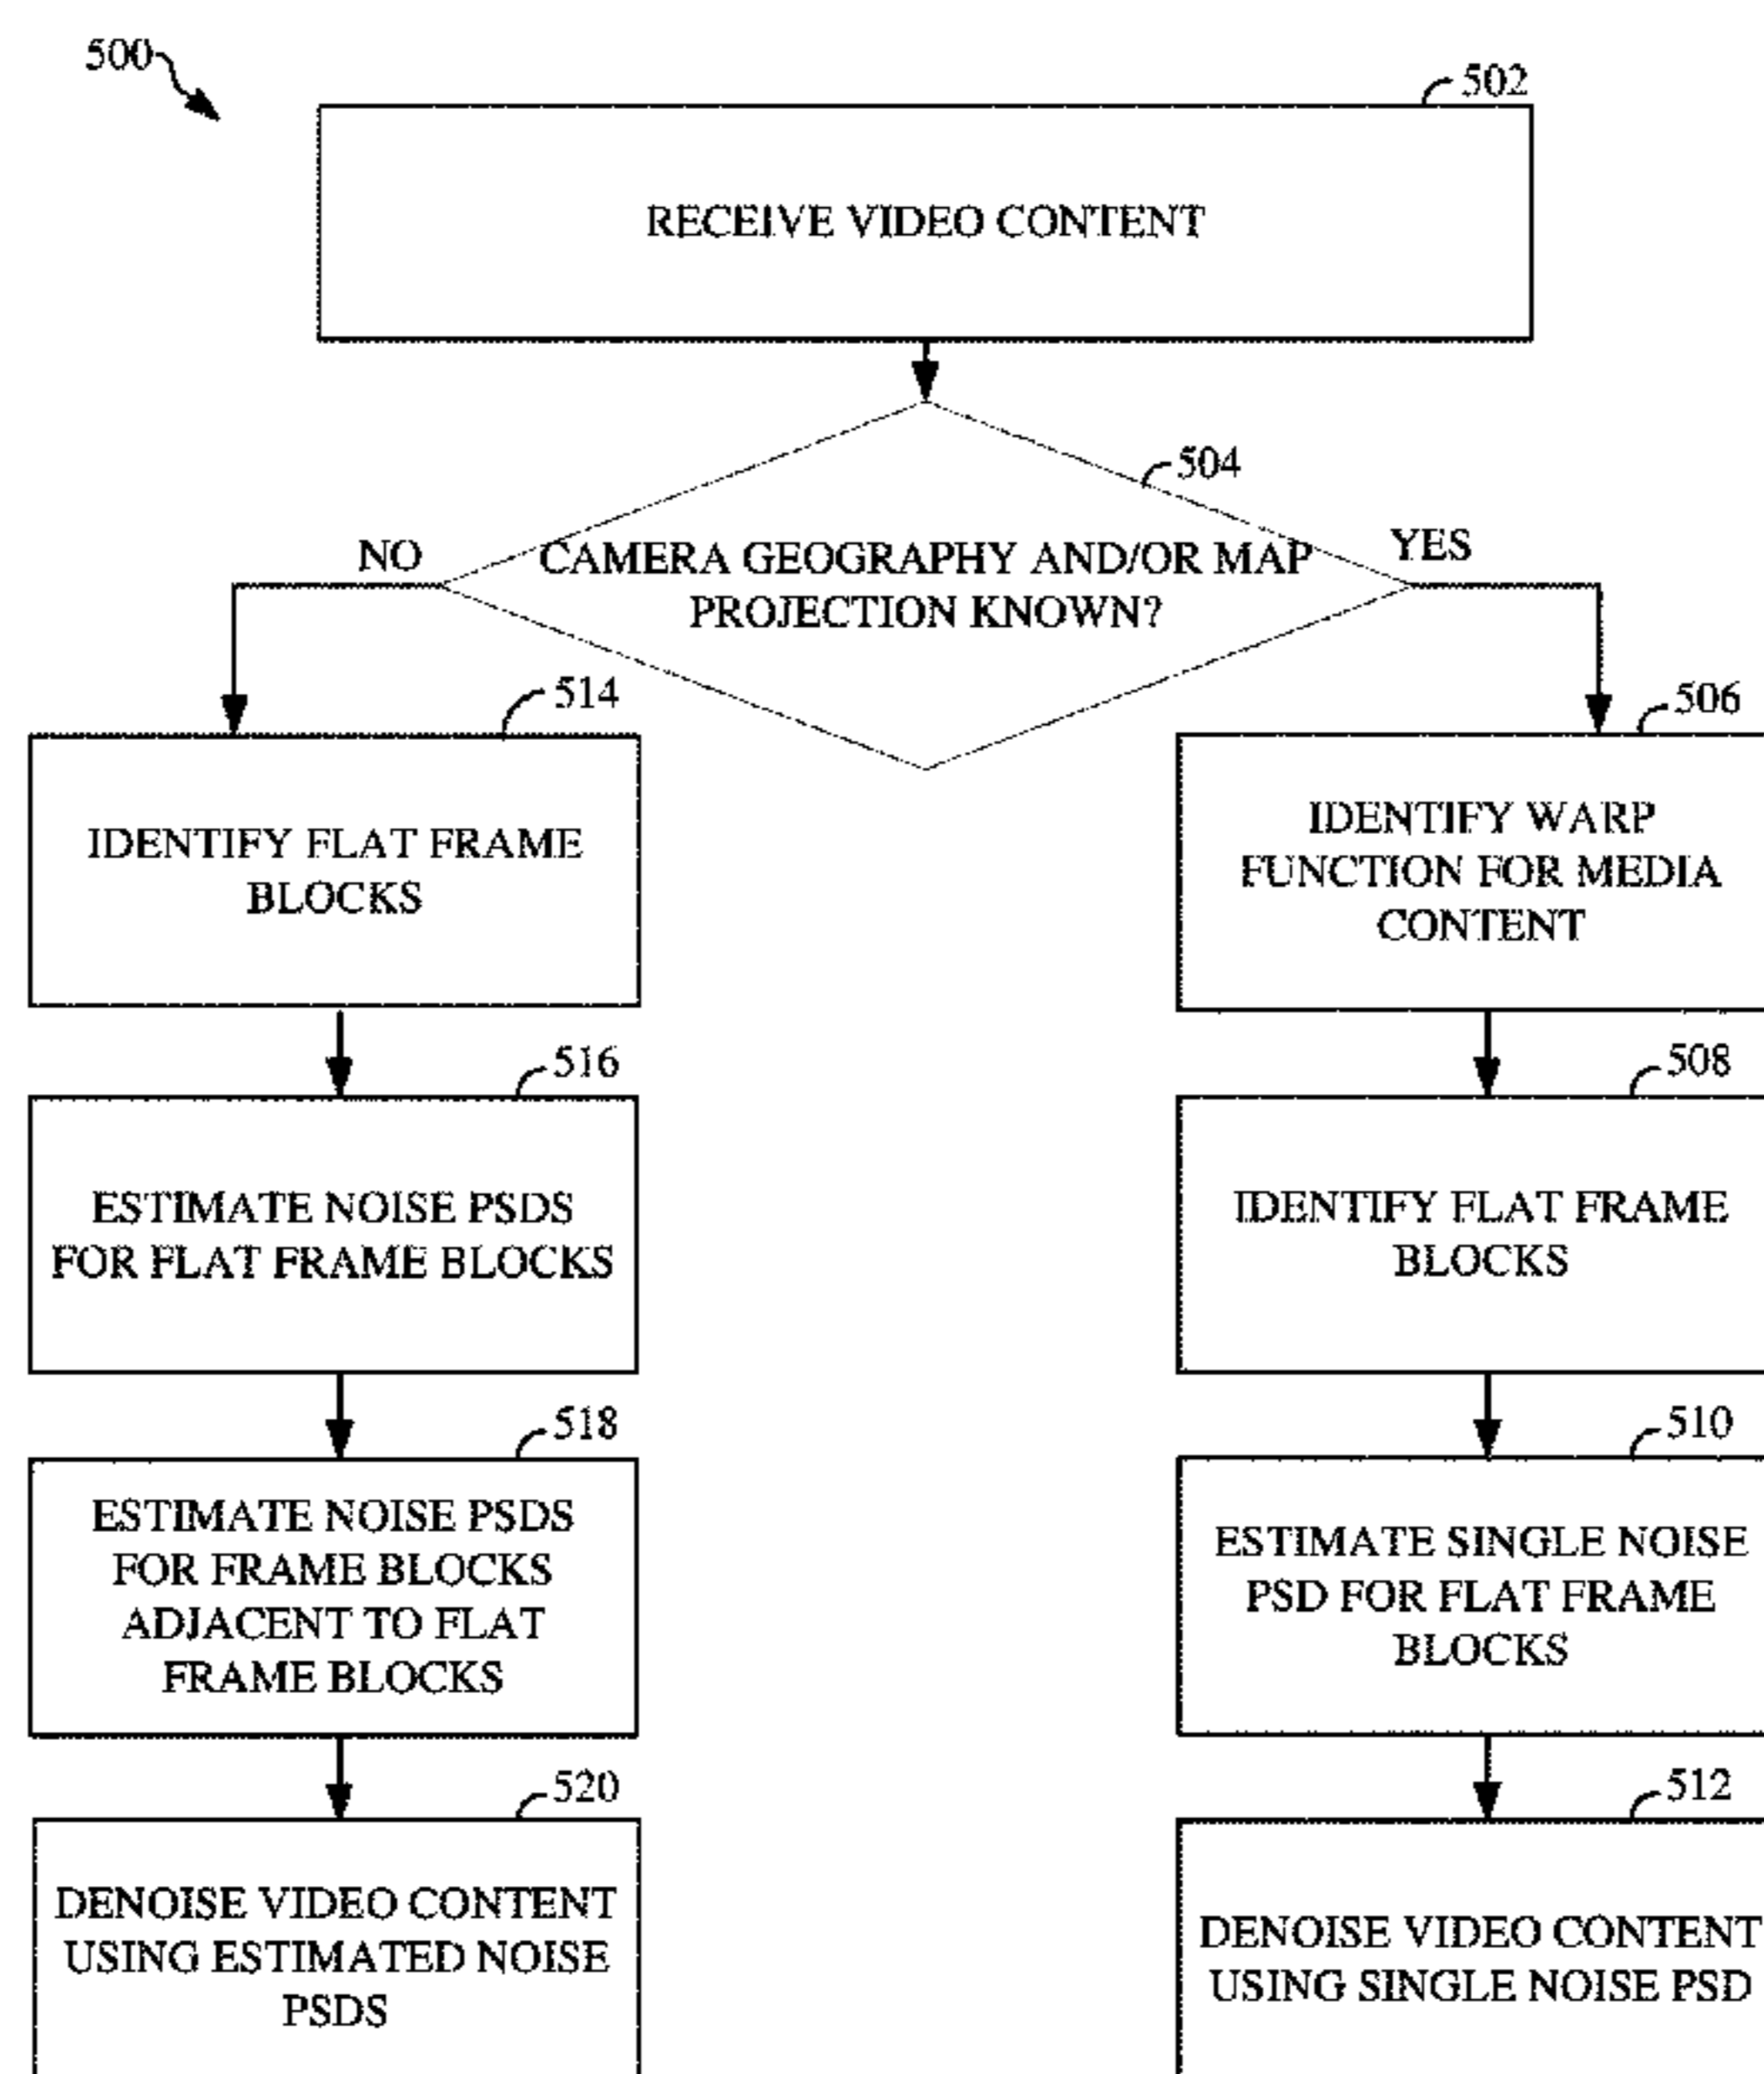 500
502
RECEIVE VIDEO CONTENT
504
CAMERA GEOGRAPHY AND/OR MAP
PROJECTION KNOWN?
NO
YES
514
IDENTIFY FLAT FRAME
BLOCKS
516
ESTIMATE NOISE PSDS
FOR FLAT FRAME BLOCKS
518
ESTIMATE NOISE PSDS
FOR FRAME BLOCKS
ADJACENT TO FLAT
FRAME BLOCKS
520
DENOISE VIDEO CONTENT
USING ESTIMATED NOISE
PSDS
506
IDENTIFY WARP
FUNCTION FOR MEDIA
CONTENT
508
IDENTIFY FLAT FRAME
BLOCKS
510
ESTIMATE SINGLE NOISE
PSD FOR FLAT FRAME
BLOCKS
512
DENOISE VIDEO CONTENT
USING SINGLE NOISE PSD